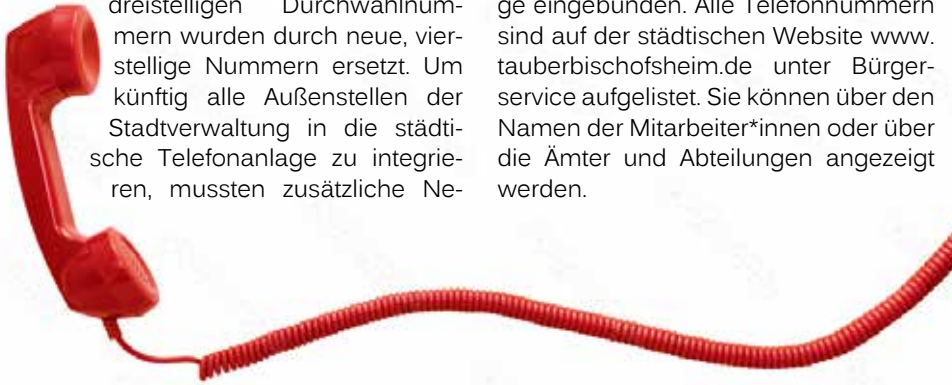 dreistelligen Durchwahlnum-
mern wurden durch neue, vier-
stellige Nummern ersetzt. Um
künftig alle Außenstellen der
Stadtverwaltung in die städti-
sche Telefonanlage zu integrie-
ren, mussten zusätzliche Ne-
ge eingebunden. Alle Telefonnummern
sind auf der städtischen Website www.
tauberbischofsheim.de unter Bürger-
service aufgelistet. Sie können über den
Namen der Mitarbeiter*innen oder über
die Ämter und Abteilungen angezeigt
werden.